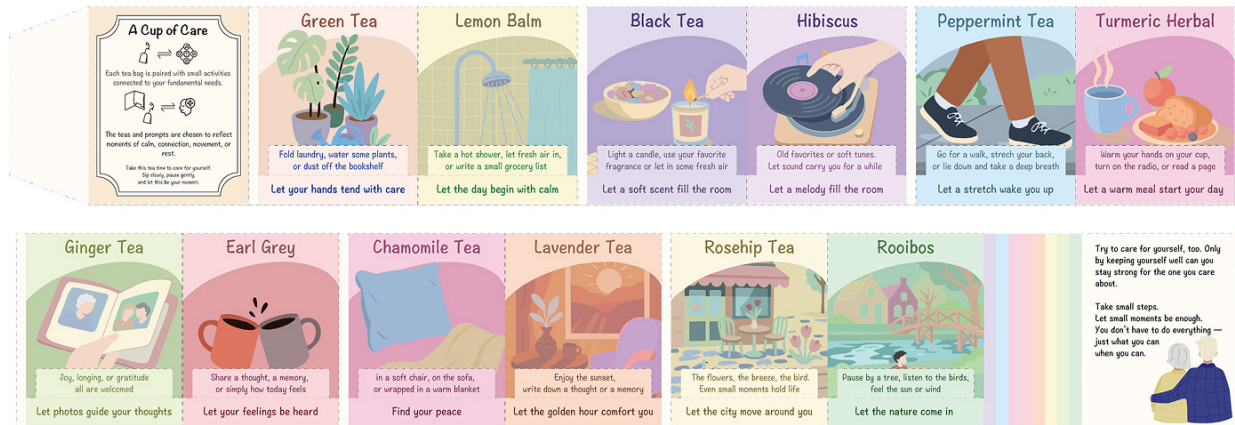 A Cup of Care
Each tea bag is paired with small activities
connected to your fundamental needs.
The teas and prompts are chosen to reflect
moments of calm, connection, movement, or
rest.
Take this tea time to care for yourself.
Sip slowly, pause gently,
and let this be your moment.
Green Tea
Fold laundry, water some plants,
or dust off the bookshelf
Let your hands tend with care
Lemon Balm
Take a hot shower, let fresh air in,
or write a small grocery list
Let the day begin with calm
Black Tea
Light a candle, use your favorite
fragrance or let in some fresh air
Let a soft scent fill the room
Hibiscus
Old favorites or soft tunes.
Let sound carry you for a while
Let a melody fill the room
Peppermint Tea
Go for a walk, strech your back,
or lie down and take a deep breath
Let a stretch wake you up
Turmeric Herbal
Warm your hands on your cup,
turn on the radio, or read a page
Let a warm meal start your day
Ginger Tea
Joy, longing, or gratitude
all are welcomed
Let photos guide your thoughts
Earl Grey
Share a thought, a memory,
or simply how today feels
Let your feelings be heard
Chamomile Tea
in a soft chair, on the sofa,
or wrapped in a warm blanket
Find your peace
Lavender Tea
Enjoy the sunset,
write down a thought or a memory
Let the golden hour comfort you
Rosehip Tea
The flowers, the breeze, the bird.
Even small moments hold life
Let the city move around you
Rooibos
Pause by a tree, listen to the birds,
feel the sun or wind
Let the nature come in
Try to care for yourself, too. Only
by keeping yourself well can you
stay strong for the one you care
about.
Take small steps.
Let small moments be enough.
You don't have to do everything —
just what you can
when you can.